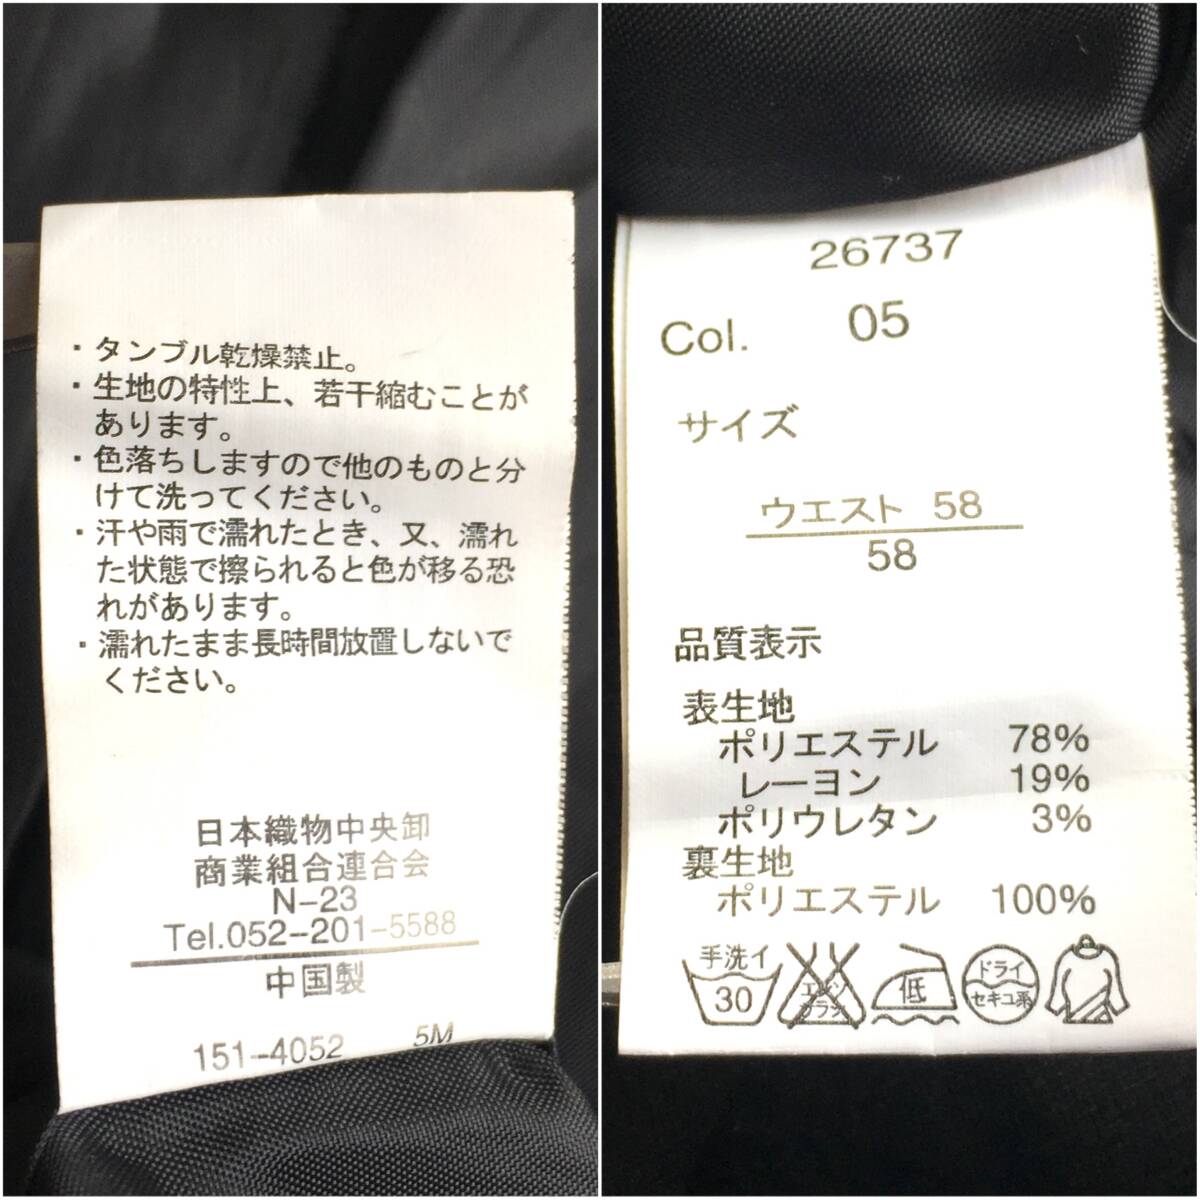 ・タンブル乾燥禁止。
・生地の特性上、若干縮むことが
あります。
・色落ちしますので他のものと分
けて洗ってください。
・汗や雨で濡れたとき、又、濡れ
た状態で擦られると色が移る恐
れがあります。
・濡れたまま長時間放置しないで
ください。
日本織物中央卸
商業組合連合会
N-23
Tel.052-201-5588
中国製
151-4052 5M
26737
Col. 05
サイズ
ウエスト 58
58
品質表示
表生地
ポリエステル 78%
レーヨン 19%
ポリウレタン 3%
裏生地
ポリエステル 100%
手洗イ
30
エンソ
サラシ
低
ドライ
セキユ系